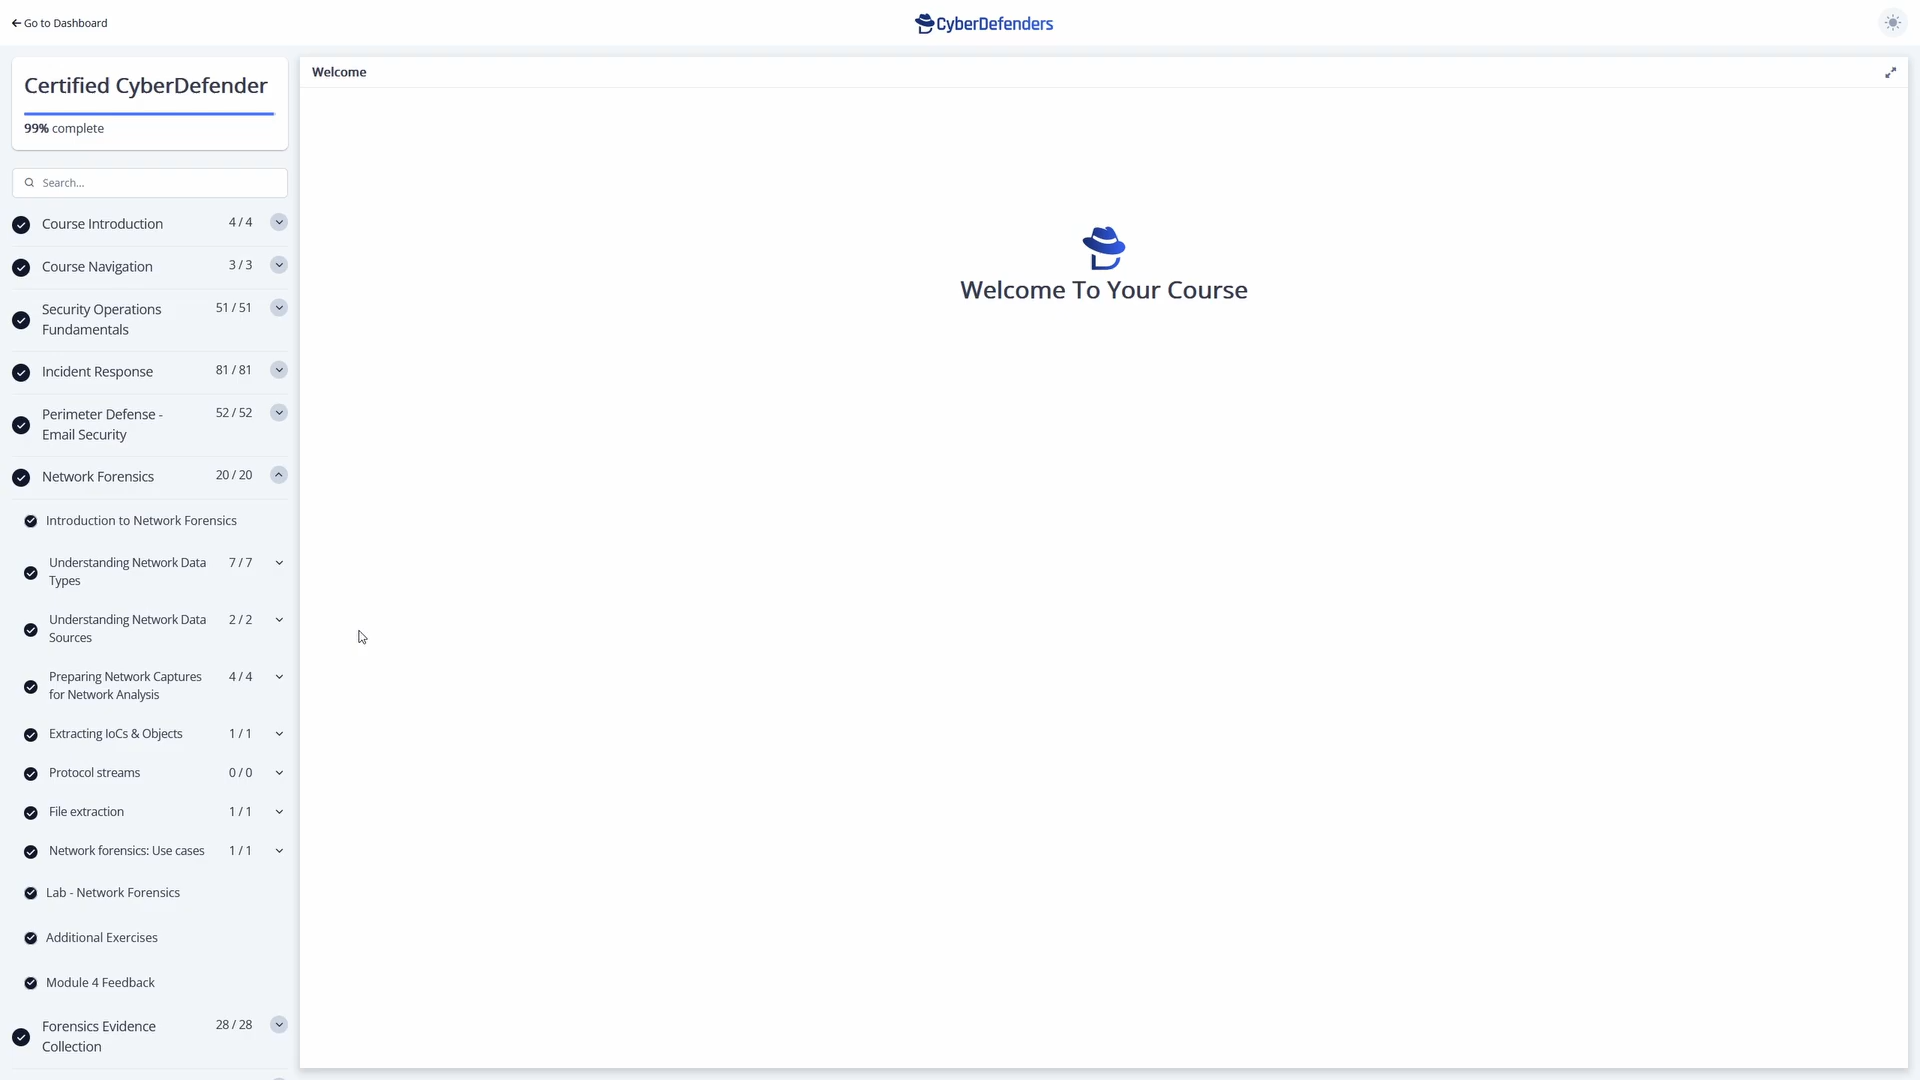 Go to Dashboard
CyberDefenders
Certified CyberDefender
99% complete
Search...
Course Introduction 4 / 4
Course Navigation 3 / 3
Security Operations 51 / 51
Fundamentals
Incident Response 81 / 81
Perimeter Defense - 52 / 52
Email Security
Network Forensics 20 / 20
Introduction to Network Forensics
Understanding Network Data 7 / 7
Types
Understanding Network Data 2 / 2
Sources
Preparing Network Captures 4 / 4
for Network Analysis
Extracting IoCs & Objects 1 / 1
Protocol streams 0 / 0
File extraction 1 / 1
Network forensics: Use cases 1 / 1
Lab - Network Forensics
Additional Exercises
Module 4 Feedback
Forensics Evidence 28 / 28
Collection
Welcome
Welcome To Your Course